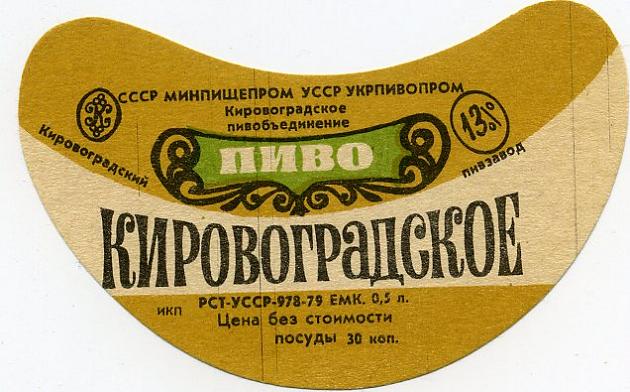 СССР МИНПИЩЕПРОМ УССР УКРПИВОПРОМ
К
Кировоградское
пивобъединение
13%
Кировоградский
пивзавод
ПИВО
КИРОВОГРАДСКОЕ
РСТ-УССР-978-79 ЕМК. 0,5 л.
ИКП
Цена без стоимости
посуды 30 коп.